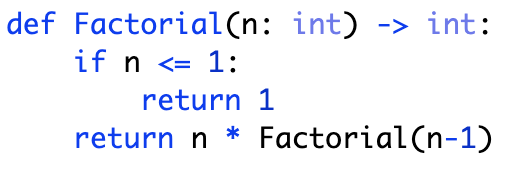 def Factorial(n: int) -> int:
    if n <= 1:
        return 1
    return n * Factorial(n-1)